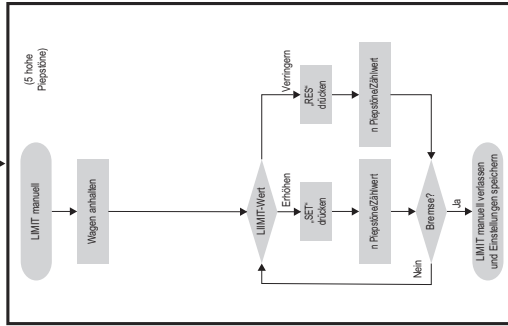 LIMIT manuell
(5 hohe
Piepstöne)
Wagen anhalten
LIIMIT-Wert
Erhöhen
Verringern
„SET“
drücken
„RES“
drücken
n Piepstöne/Zählwert
n Piepstöne/Zählwert
Bremse?
Nein
Ja
LIMIT manuell verlassen
und Einstellungen speichern